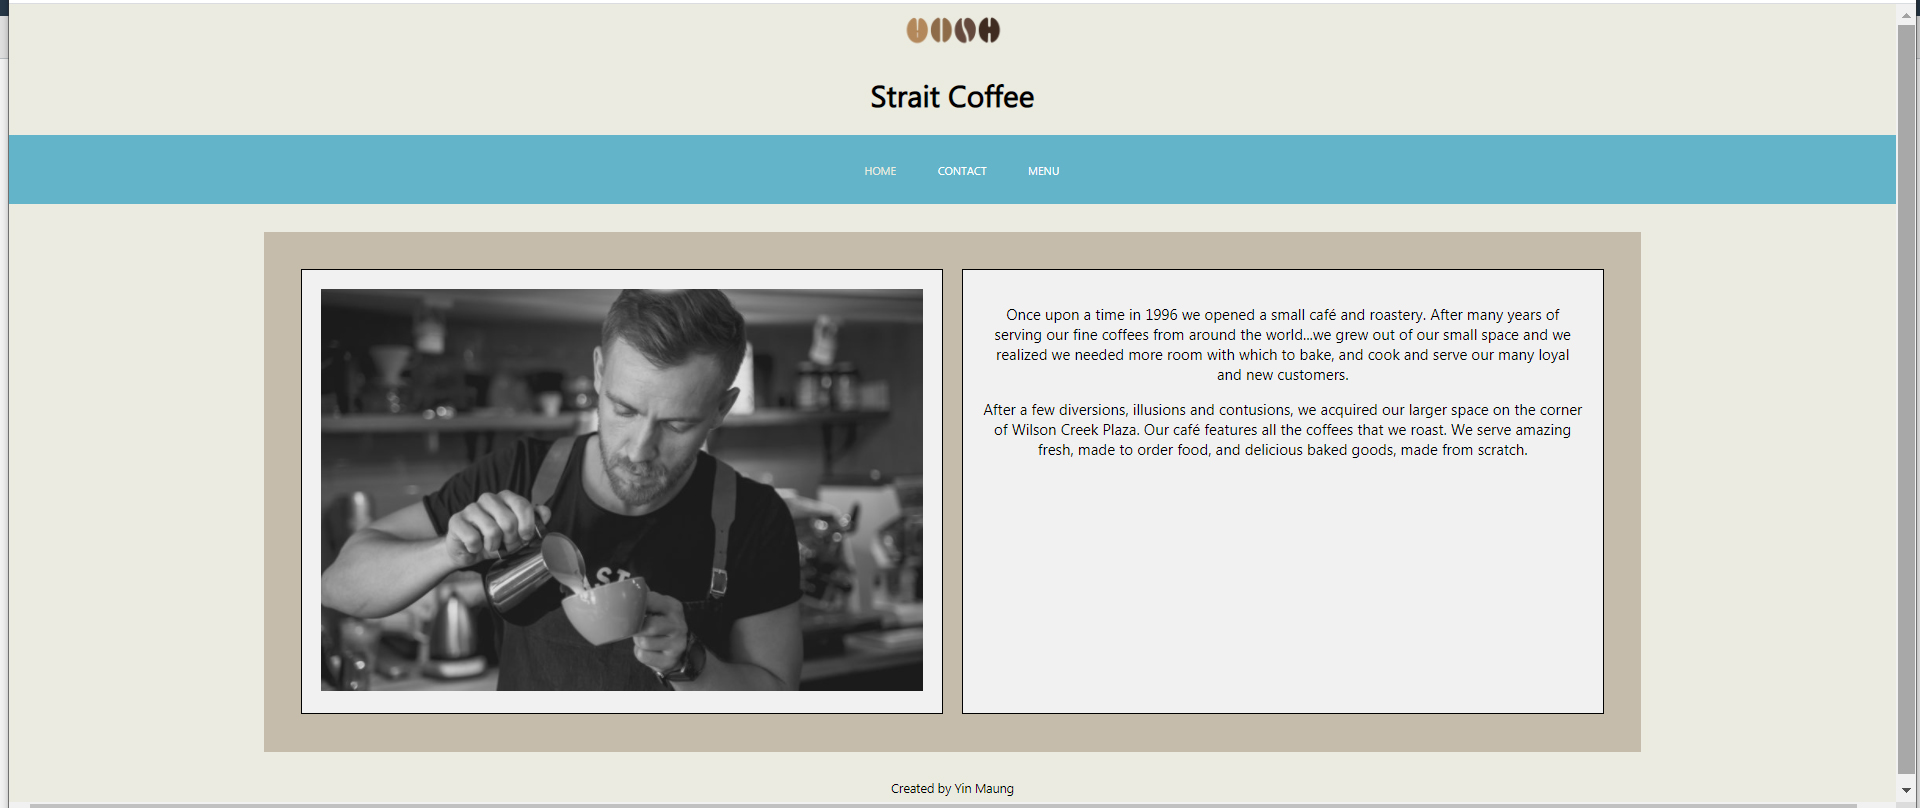 Strait Coffee
HOME CONTACT MENU
Once upon a time in 1996 we opened a small café and roastery. After many years of
serving our fine coffees from around the world...we grew out of our small space and we
realized we needed more room with which to bake, and cook and serve our many loyal
and new customers.
After a few diversions, illusions and contusions, we acquired our larger space on the corner
of Wilson Creek Plaza. Our café features all the coffees that we roast. We serve amazing
fresh, made to order food, and delicious baked goods, made from scratch.
Created by Yin Maung